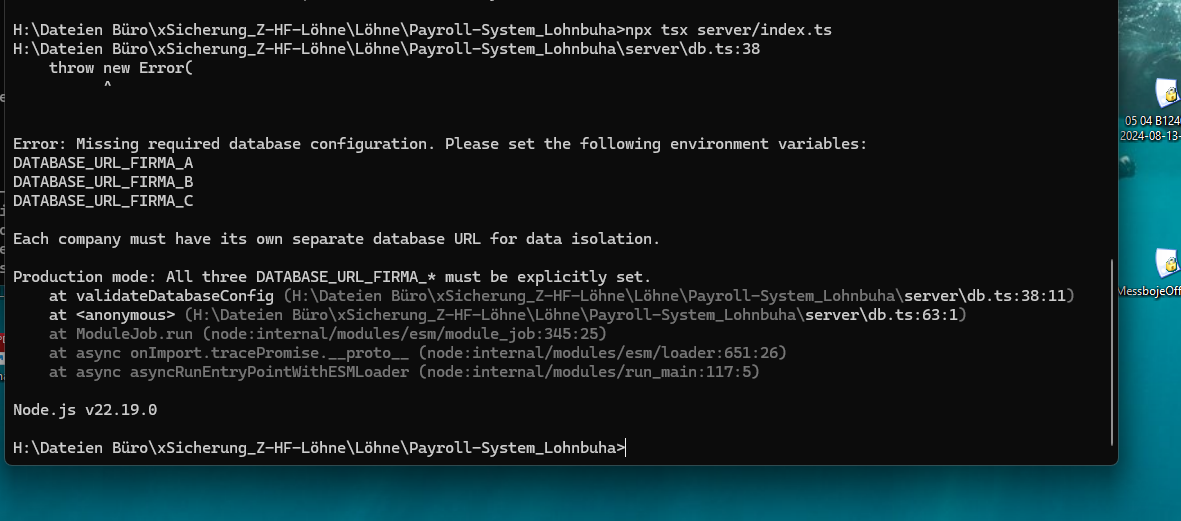 H:\Dateien Büro\xSicherung_Z-HF-Löhne\Löhne\Payroll-System_Lohnbuha>npx tsx server/index.ts
H:\Dateien Büro\xSicherung_Z-HF-Löhne\Löhne\Payroll-System_Lohnbuha\server\db.ts:38
    throw new Error(
          ^
Error: Missing required database configuration. Please set the following environment variables:
DATABASE_URL_FIRMA_A
DATABASE_URL_FIRMA_B
DATABASE_URL_FIRMA_C
Each company must have its own separate database URL for data isolation.
Production mode: All three DATABASE_URL_FIRMA_* must be explicitly set.
    at validateDatabaseConfig (H:\Dateien Büro\xSicherung_Z-HF-Löhne\Löhne\Payroll-System_Lohnbuha\server\db.ts:38:11)
    at <anonymous> (H:\Dateien Büro\xSicherung_Z-HF-Löhne\Löhne\Payroll-System_Lohnbuha\server\db.ts:63:1)
    at ModuleJob.run (node:internal/modules/esm/module_job:345:25)
    at async onImport.tracePromise.__proto__ (node:internal/modules/esm/loader:651:26)
    at async asyncRunEntryPointWithESMLoader (node:internal/modules/run_main:117:5)
Node.js v22.19.0
H:\Dateien Büro\xSicherung_Z-HF-Löhne\Löhne\Payroll-System_Lohnbuha>
05 04 B124
2024-08-13-
MessbojeOff